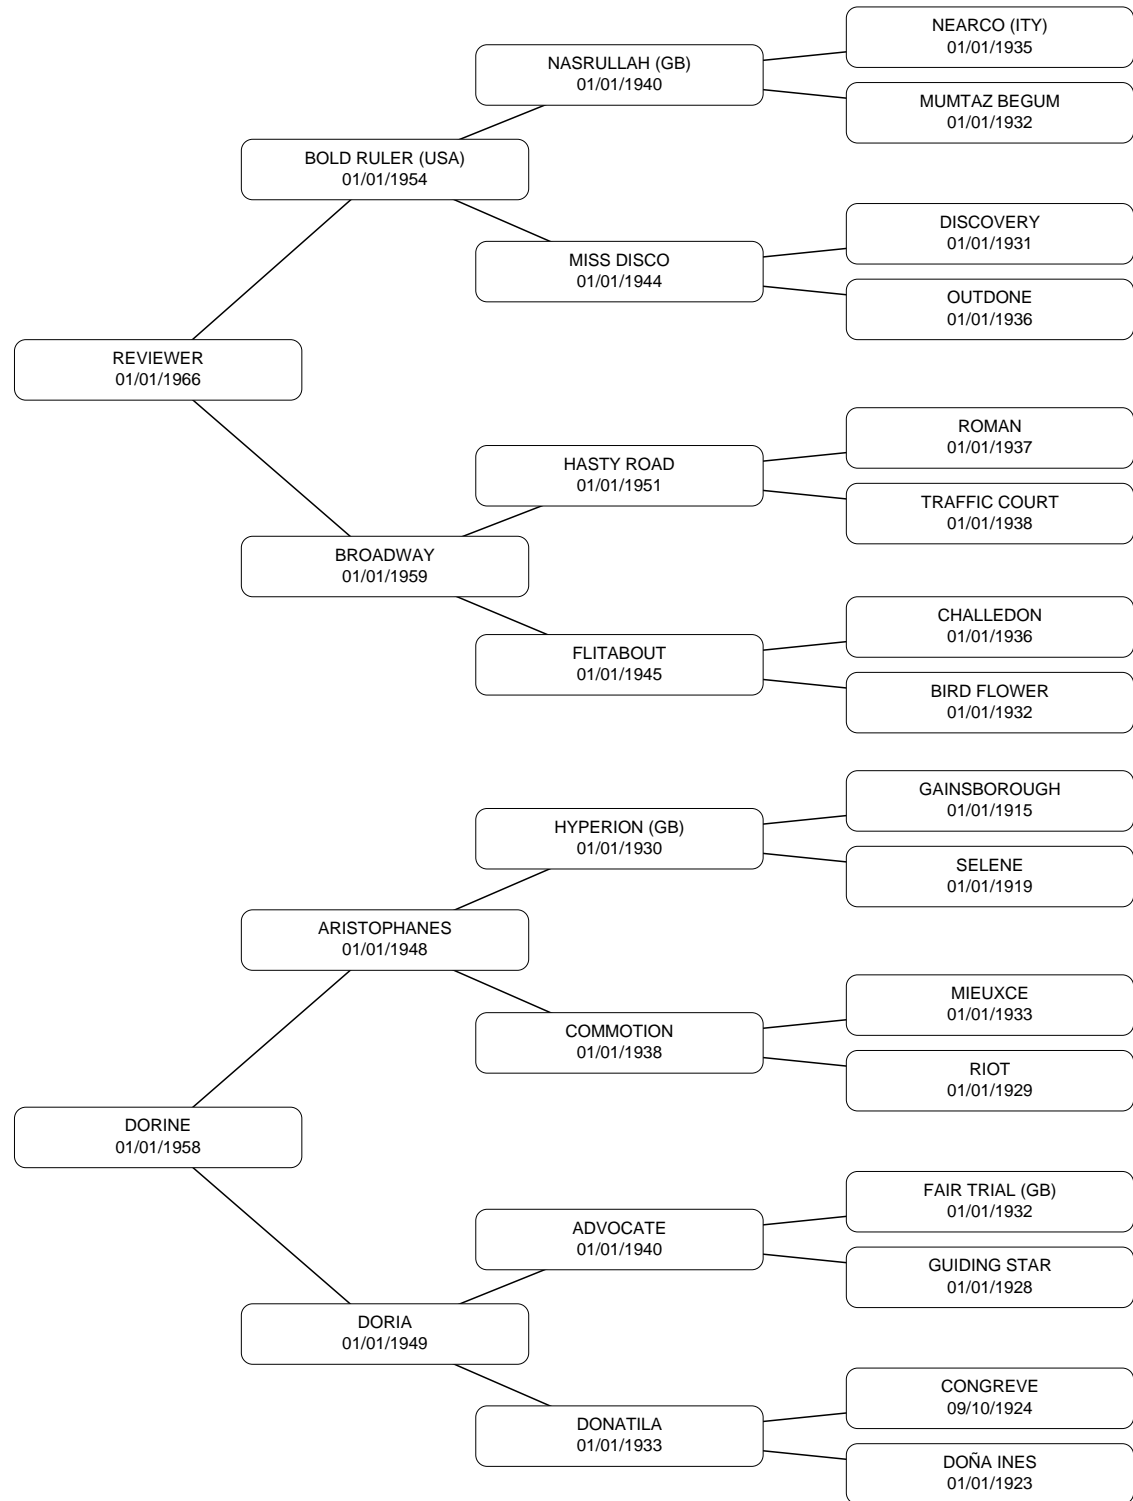 NEARCO (ITY)
01/01/1935
NASRULLAH (GB)
01/01/1940
MUMTAZ BEGUM
01/01/1932
BOLD RULER (USA)
01/01/1954
DISCOVERY
01/01/1931
MISS DISCO
01/01/1944
OUTDONE
01/01/1936
REVIEWER
01/01/1966
ROMAN
01/01/1937
HASTY ROAD
01/01/1951
TRAFFIC COURT
01/01/1938
BROADWAY
01/01/1959
CHALLEDON
01/01/1936
FLITABOUT
01/01/1945
BIRD FLOWER
01/01/1932
GAINSBOROUGH
01/01/1915
HYPERION (GB)
01/01/1930
SELENE
01/01/1919
ARISTOPHANES
01/01/1948
MIEUXCE
01/01/1933
COMMOTION
01/01/1938
RIOT
01/01/1929
DORINE
01/01/1958
FAIR TRIAL (GB)
01/01/1932
ADVOCATE
01/01/1940
GUIDING STAR
01/01/1928
DORIA
01/01/1949
CONGREVE
09/10/1924
DONATILA
01/01/1933
DOÑA INES
01/01/1923